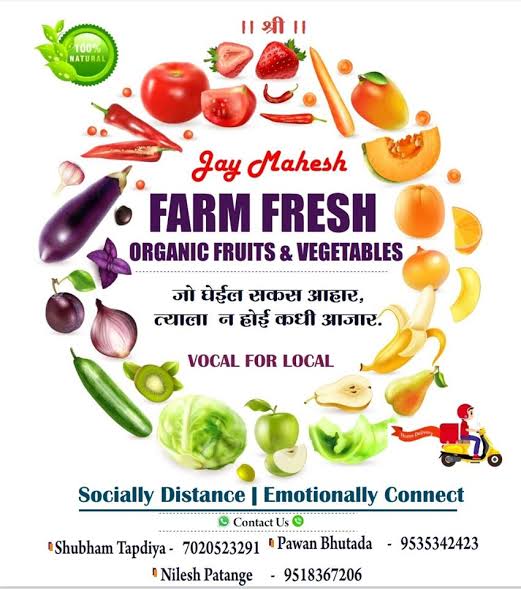 || श्री ||
100%
NATURAL
Jay Mahesh
FARM FRESH
ORGANIC FRUITS & VEGETABLES
जो घेईल सकस आहार,
त्याला न होई कधी आजार.
VOCAL FOR LOCAL
Home Delivery
Socially Distance | Emotionally Connect
Contact Us
Shubham Tapdiya - 7020523291 Pawan Bhutada - 9535342423
Nilesh Patange - 9518367206